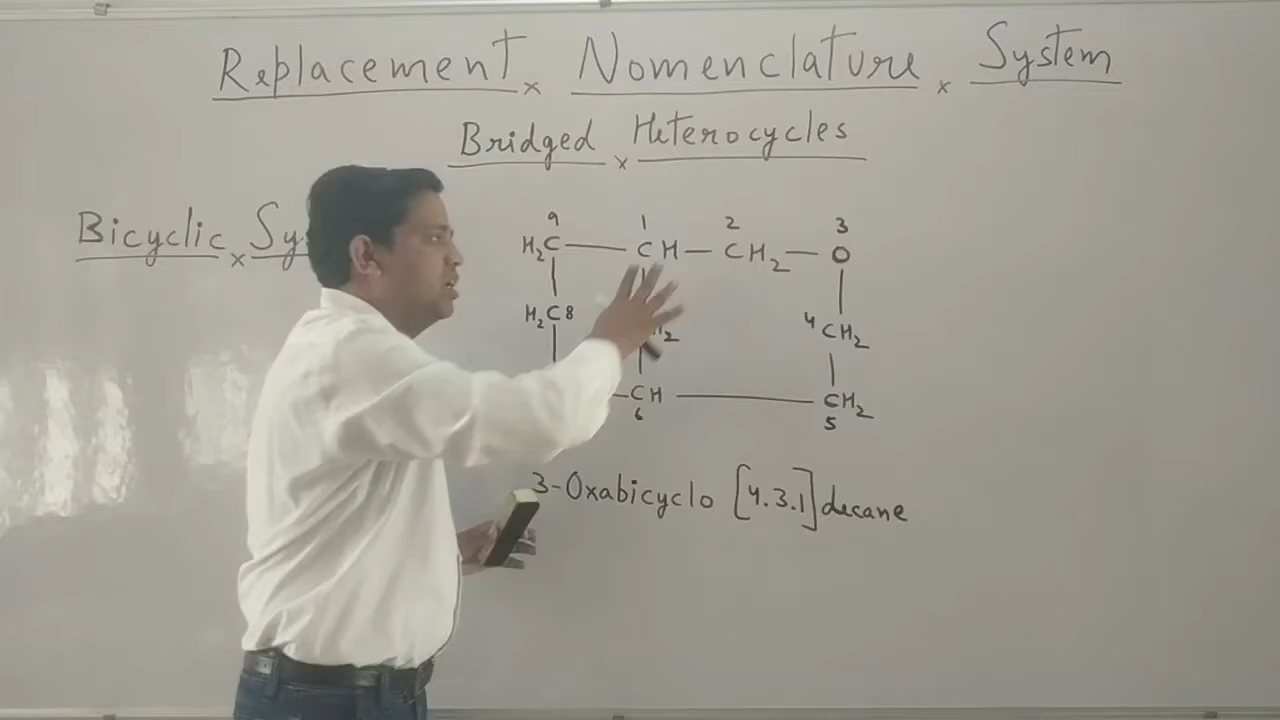 Replacement x Nomenclature x System
Bridged x Heterocycles
Bicyclic x
9 1 2 3
H₂C — CH — CH₂ — O
H₂C 8
4 CH₂
— CH — CH₂
6 5
3-Oxabicyclo [4.3.1] decane